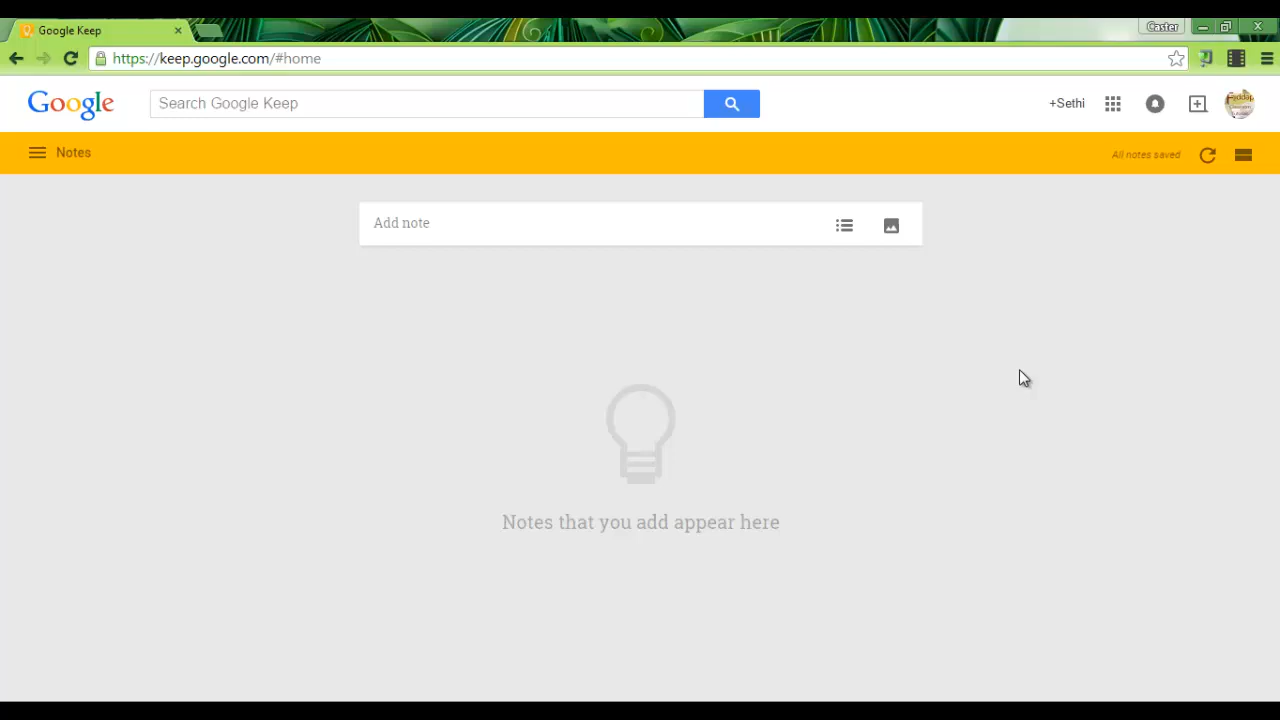 Google Keep
Caster
https://keep.google.com/#home
Google
Search Google Keep
+Sethi
Notes
All notes saved
Add note
Notes that you add appear here